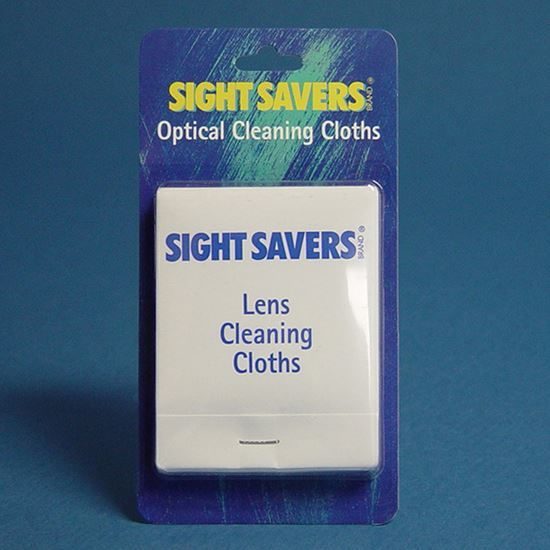 SIGHT SAVERS BRAND ®
Optical Cleaning Cloths
SIGHT SAVERS BRAND ®
Lens
Cleaning
Cloths